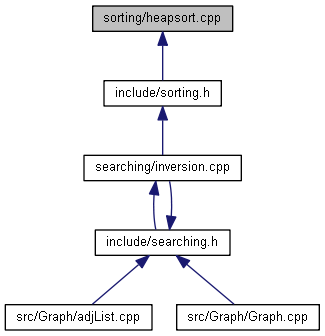 sorting/heapsort.cpp
include/sorting.h
searching/inversion.cpp
include/searching.h
src/Graph/adjList.cpp
src/Graph/Graph.cpp